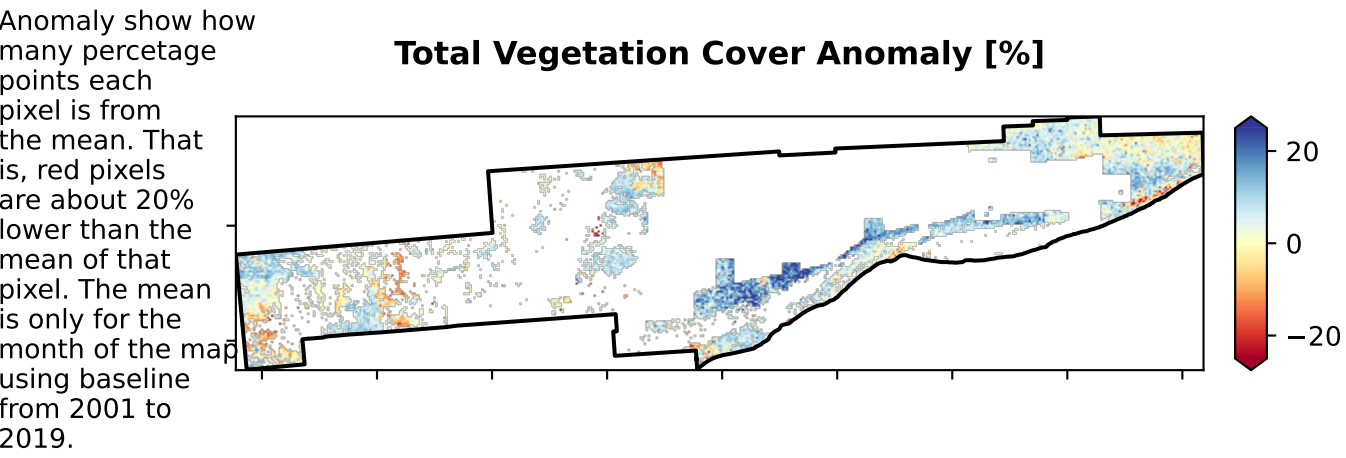 Anomaly show how
many percetage
points each
pixel is from
the mean. That
is, red pixels
are about 20%
lower than the
mean of that
pixel. The mean
is only for the
month of the map
using baseline
from 2001 to
2019.
Total Vegetation Cover Anomaly [%]
20
0
−20